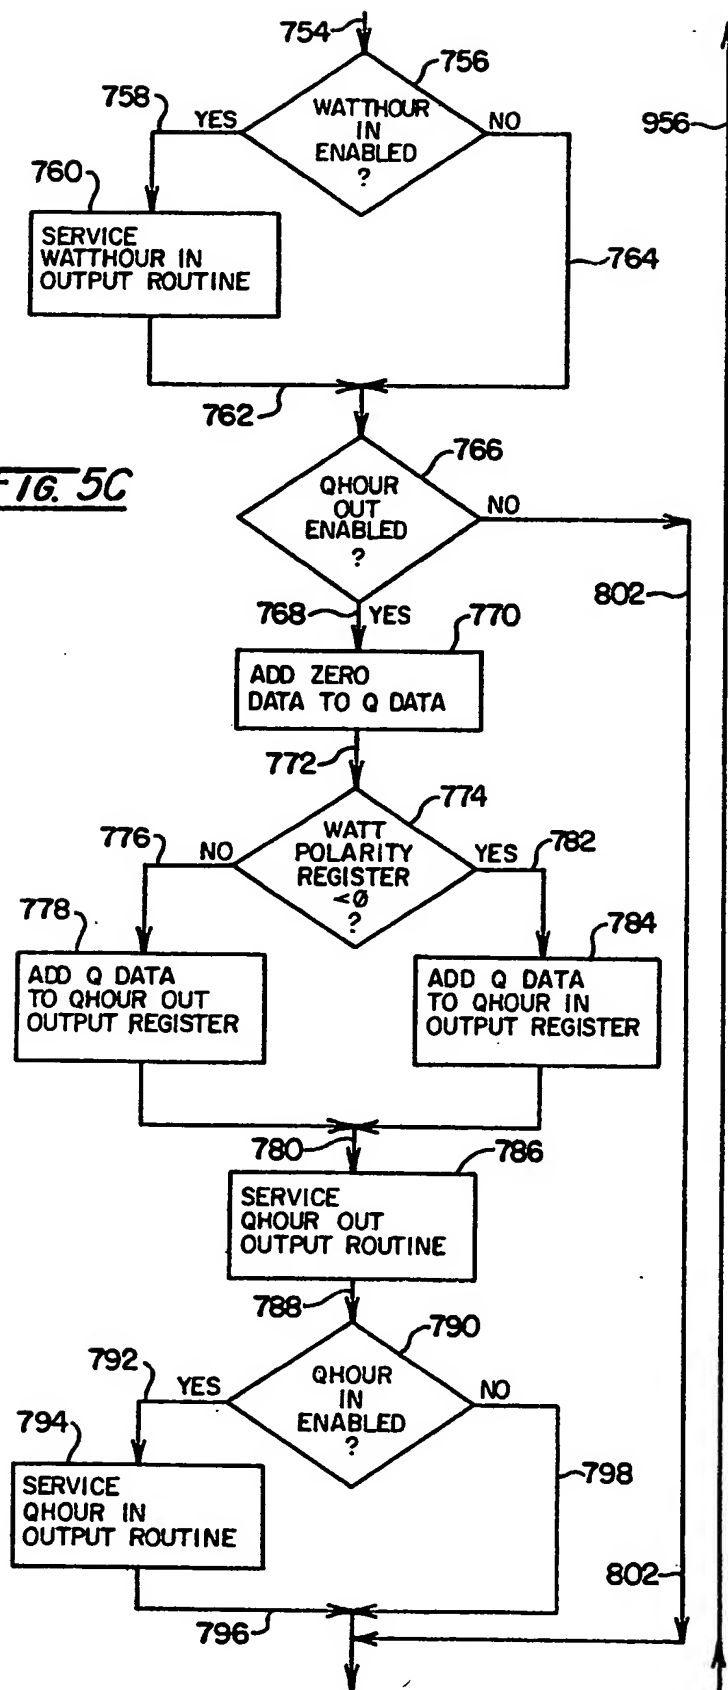 754
756
758
YES
WATTHOUR
IN
ENABLED
?
NO
956
760
SERVICE
WATTHOUR IN
OUTPUT ROUTINE
764
762
766
FIG. 5C
QHOUR
OUT
ENABLED
?
NO
802
768
YES
770
ADD ZERO
DATA TO Q DATA
772
774
776
NO
WATT
POLARITY
REGISTER
<Ø
?
YES
782
778
784
ADD Q DATA
TO QHOUR OUT
OUTPUT REGISTER
ADD Q DATA
TO QHOUR IN
OUTPUT REGISTER
780
786
SERVICE
QHOUR OUT
OUTPUT ROUTINE
788
790
792
YES
QHOUR
IN
ENABLED
?
NO
794
SERVICE
QHOUR IN
OUTPUT ROUTINE
798
802
796